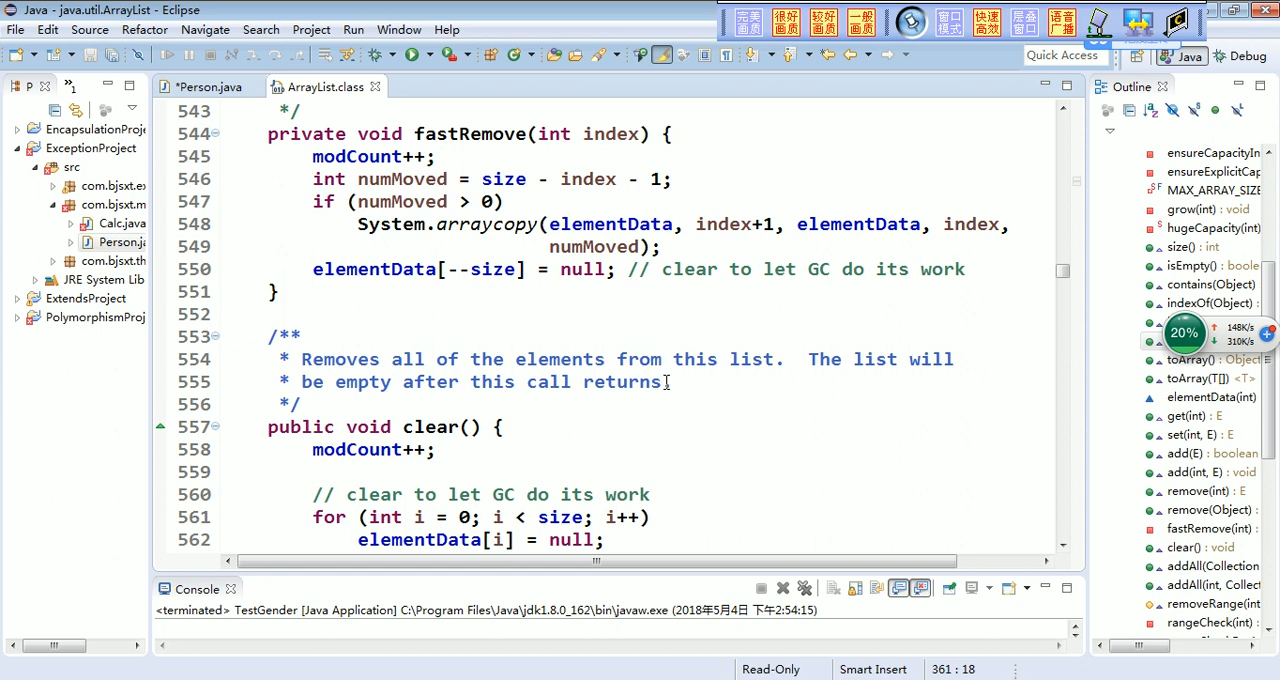 Java - java.util.ArrayList - Eclipse
File Edit Source Refactor Navigate Search Project Run Window Help
完美画质 很好画质 较好画质 一般画质 窗口模式 快速高效 层叠窗口 语音广播
Quick Access
Java
Debug
P
*Person.java
ArrayList.class
Outline
EncapsulationProje
ExceptionProject
src
com.bjsxt.ex
com.bjsxt.m
Calc.java
Person.ja
com.bjsxt.th
JRE System Lib
ExtendsProject
PolymorphismProj
543 */
544 private void fastRemove(int index) {
545 modCount++;
546 int numMoved = size - index - 1;
547 if (numMoved > 0)
548 System.arraycopy(elementData, index+1, elementData, index,
549 numMoved);
550 elementData[--size] = null; // clear to let GC do its work
551 }
552
553 /**
554 * Removes all of the elements from this list.  The list will
555 * be empty after this call returns.
556 */
557 public void clear() {
558 modCount++;
559
560 // clear to let GC do its work
561 for (int i = 0; i < size; i++)
562 elementData[i] = null;
ensureCapacityIn
ensureExplicitCap
MAX_ARRAY_SIZE
grow(int) : void
hugeCapacity(int)
size() : int
isEmpty() : boole
contains(Object)
indexOf(Object) :
20% 148K/s
310K/s
toArray() : Object
toArray(T[]) <T>
elementData(int)
get(int) : E
set(int, E) : E
add(E) : boolean
add(int, E) : void
remove(int) : E
remove(Object) :
fastRemove(int) :
clear() : void
addAll(Collection
addAll(int, Collect
removeRange(int
rangeCheck(int) :
Console
<terminated> TestGender [Java Application] C:\Program Files\Java\jdk1.8.0_162\bin\javaw.exe (2018年5月4日 下午2:54:15)
Read-Only
Smart Insert
361 : 18